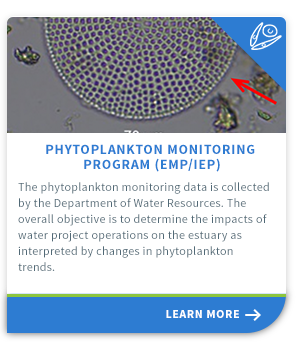 PHYTOPLANKTON MONITORING
PROGRAM (EMP/IEP)
The phytoplankton monitoring data is collected
by the Department of Water Resources. The
overall objective is to determine the impacts of
water project operations on the estuary as
interpreted by changes in phytoplankton
trends.
LEARN MORE